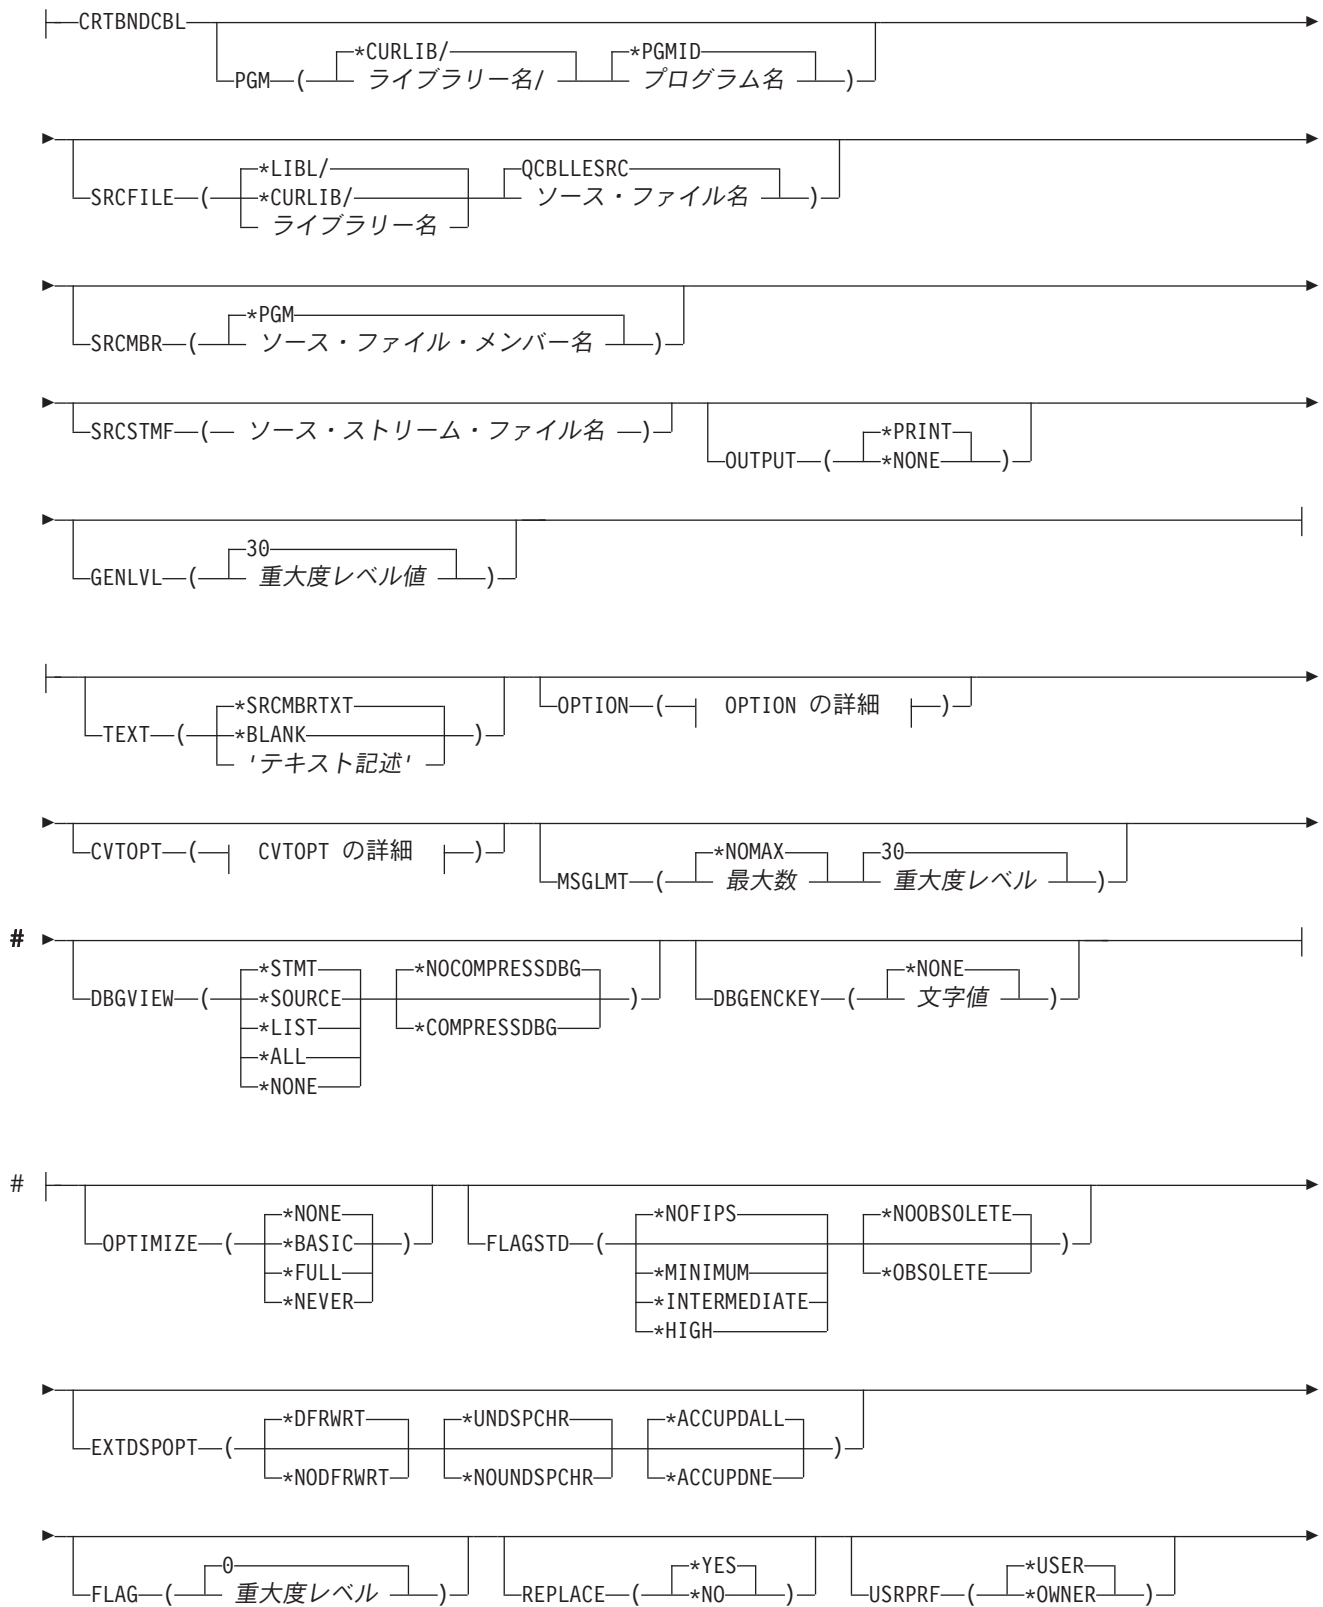 CRTBNDCBL
*CURLIB/ *PGMID
PGM ( ライブラリー名/ プログラム名 )
*LIBL/ QCBLLESRC
SRCFILE ( *CURLIB/ ソース・ファイル名 )
ライブラリー名
*PGM
SRCMBR ( ソース・ファイル・メンバー名 )
SRCSTMF ( ソース・ストリーム・ファイル名 )
*PRINT
OUTPUT ( *NONE )
30
GENLVL ( 重大度レベル値 )
*SRCMBRTXT
TEXT ( *BLANK )
'テキスト記述'
OPTION ( OPTION の詳細 )
CVTOPT ( CVTOPT の詳細 )
*NOMAX 30
MSGLMT ( 最大数 重大度レベル )
#
*STMT *NOCOMPRESSDBG
DBGVIEW ( *SOURCE )
*LIST *COMPRESSDBG
*ALL
*NONE
*NONE
DBGENCKEY ( 文字値 )
#
*NONE
OPTIMIZE ( *BASIC )
*FULL
*NEVER
*NOFIPS *NOOBSOLETE
FLAGSTD ( )
*MINIMUM *OBSOLETE
*INTERMEDIATE
*HIGH
*DFRWRT *UNDSPCHR *ACCUPDALL
EXTDSPOPT ( )
*NODFRWRT *NOUNDSPCHR *ACCUPDNE
0
FLAG ( 重大度レベル )
*YES
REPLACE ( *NO )
*USER
USRPRF ( *OWNER )